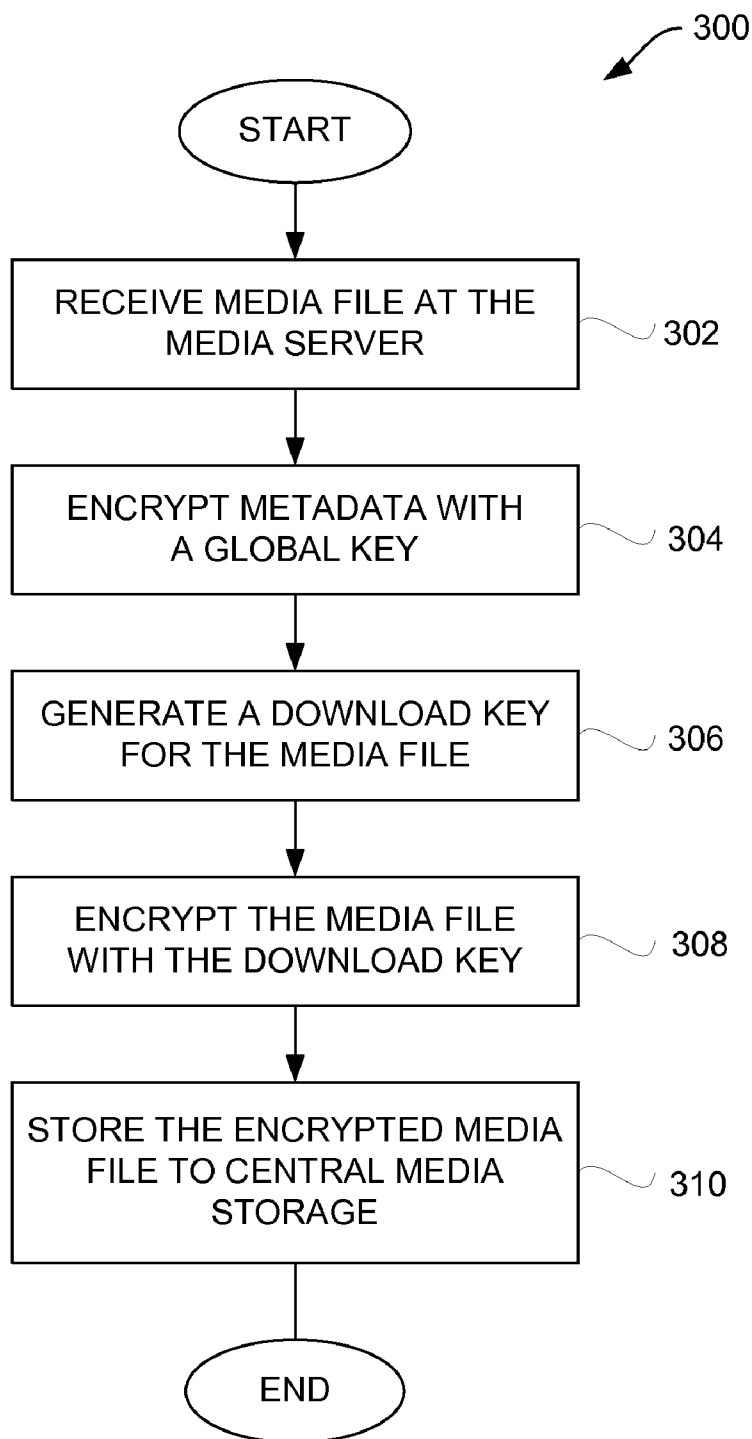 300
START
RECEIVE MEDIA FILE AT THE
MEDIA SERVER
302
ENCRYPT METADATA WITH
A GLOBAL KEY
304
GENERATE A DOWNLOAD KEY
FOR THE MEDIA FILE
306
ENCRYPT THE MEDIA FILE
WITH THE DOWNLOAD KEY
308
STORE THE ENCRYPTED MEDIA
FILE TO CENTRAL MEDIA
STORAGE
310
END